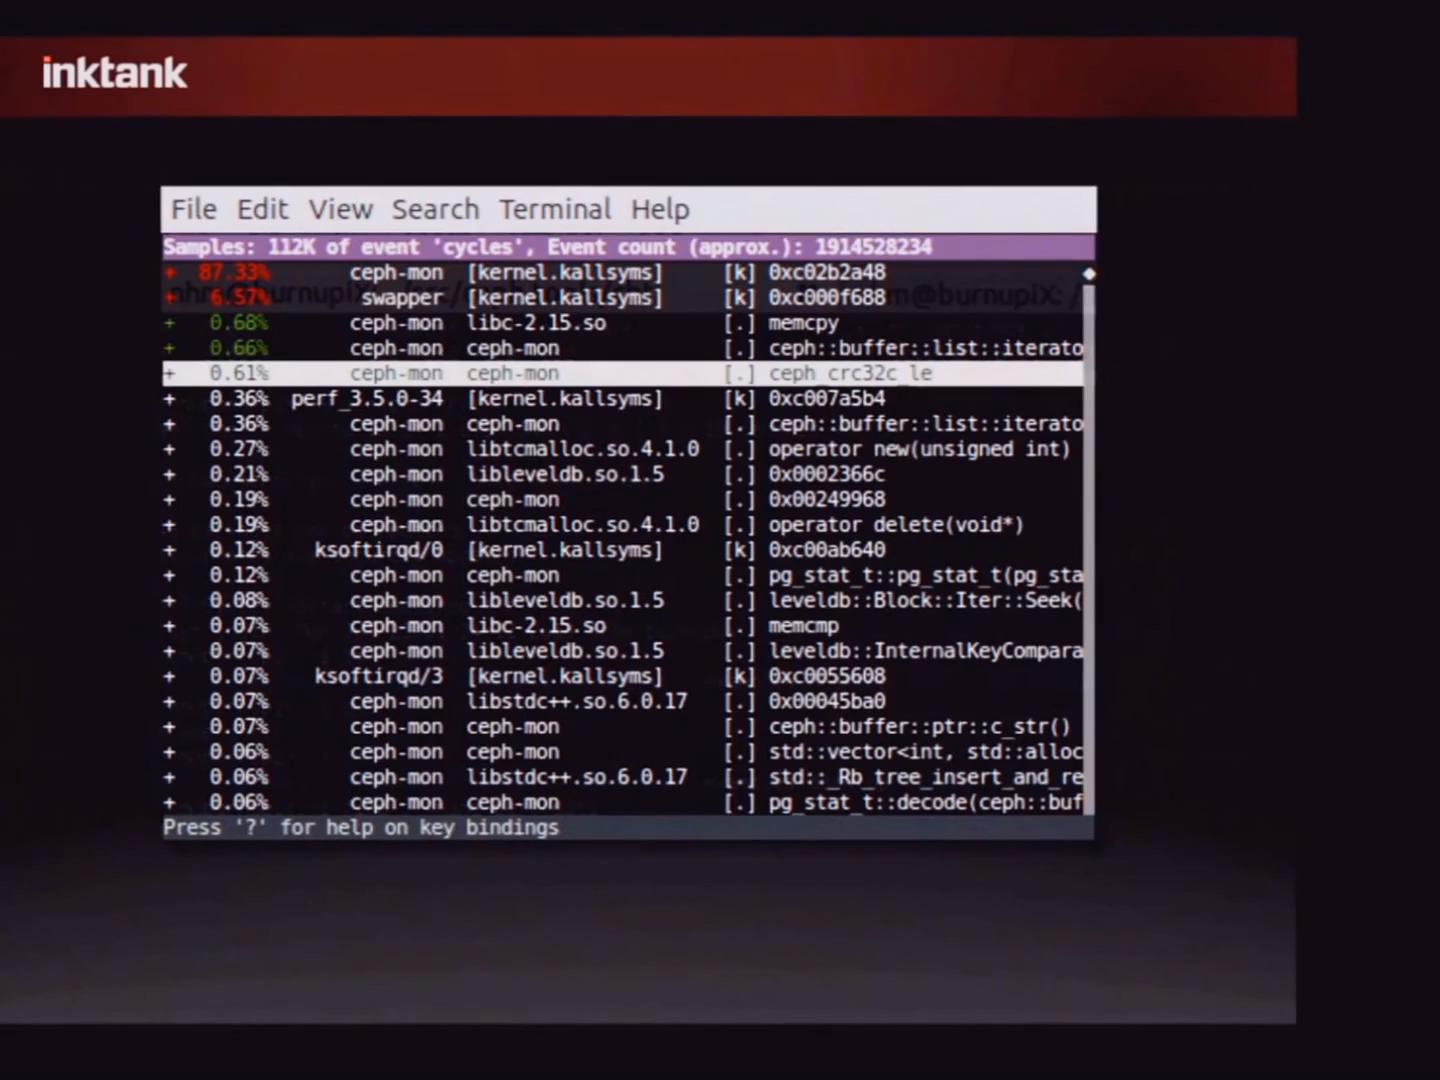 inktank
File Edit View Search Terminal Help
Samples: 112K of event 'cycles', Event count (approx.): 1914528234
+ 87.33% ceph-mon [kernel.kallsyms] [k] 0xc02b2a48
+ 6.57% swapper [kernel.kallsyms] [k] 0xc000f688
+ 0.68% ceph-mon libc-2.15.so [.] memcpy
+ 0.66% ceph-mon ceph-mon [.] ceph::buffer::list::iterato
+ 0.61% ceph-mon ceph-mon [.] ceph_crc32c_le
+ 0.36% perf_3.5.0-34 [kernel.kallsyms] [k] 0xc007a5b4
+ 0.36% ceph-mon ceph-mon [.] ceph::buffer::list::iterato
+ 0.27% ceph-mon libtcmalloc.so.4.1.0 [.] operator new(unsigned int)
+ 0.21% ceph-mon libleveldb.so.1.5 [.] 0x0002366c
+ 0.19% ceph-mon ceph-mon [.] 0x00249968
+ 0.19% ceph-mon libtcmalloc.so.4.1.0 [.] operator delete(void*)
+ 0.12% ksoftirqd/0 [kernel.kallsyms] [k] 0xc00ab640
+ 0.12% ceph-mon ceph-mon [.] pg_stat_t::pg_stat_t(pg_sta
+ 0.08% ceph-mon libleveldb.so.1.5 [.] leveldb::Block::Iter::Seek(
+ 0.07% ceph-mon libc-2.15.so [.] memcmp
+ 0.07% ceph-mon libleveldb.so.1.5 [.] leveldb::InternalKeyCompara
+ 0.07% ksoftirqd/3 [kernel.kallsyms] [k] 0xc0055608
+ 0.07% ceph-mon libstdc++.so.6.0.17 [.] 0x00045ba0
+ 0.07% ceph-mon ceph-mon [.] ceph::buffer::ptr::c_str()
+ 0.06% ceph-mon ceph-mon [.] std::vector<int, std::alloc
+ 0.06% ceph-mon libstdc++.so.6.0.17 [.] std::_Rb_tree_insert_and_re
+ 0.06% ceph-mon ceph-mon [.] pg_stat_t::decode(ceph::buf
Press '?' for help on key bindings